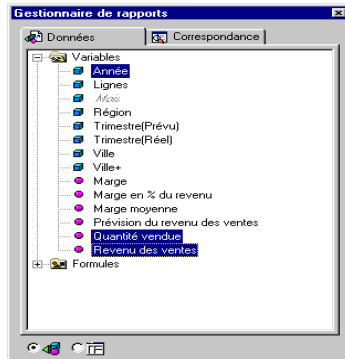 Gestionnaire de rapports
Données
Correspondance
Variables
Année
Lignes
Mois
Région
Trimestre(Prévu)
Trimestre(Réel)
Ville
Ville+
Marge
Marge en % du revenu
Marge moyenne
Prévision du revenu des ventes
Quantité vendue
Revenu des ventes
Formules